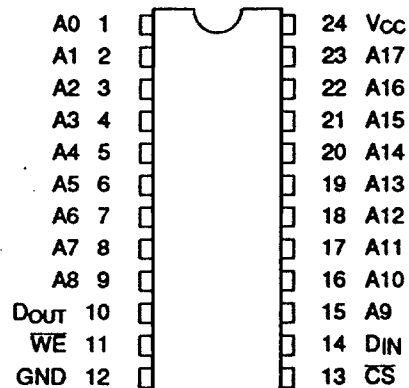 A0 1 24 VCC
A1 2 23 A17
A2 3 22 A16
A3 4 21 A15
A4 5 20 A14
A5 6 19 A13
A6 7 18 A12
A7 8 17 A11
A8 9 16 A10
DOUT 10 15 A9
W̅E̅ 11 14 DIN
GND 12 13 C̅S̅